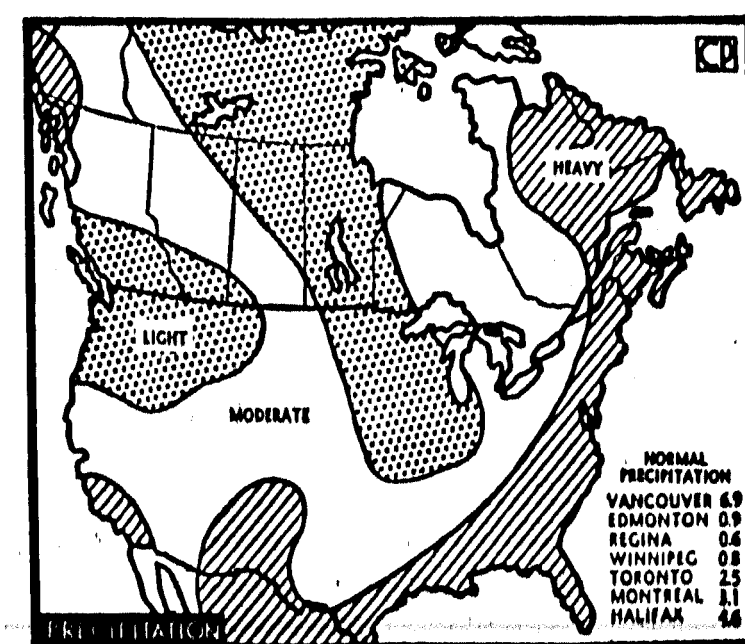 CP
HEAVY
LIGHT
MODERATE
NORMAL
PRECIPITATION
VANCOUVER 6.9
EDMONTON 0.9
REGINA 0.6
WINNIPEG 0.8
TORONTO 2.5
MONTREAL 3.1
HALIFAX 4.6
PRECIPITATION